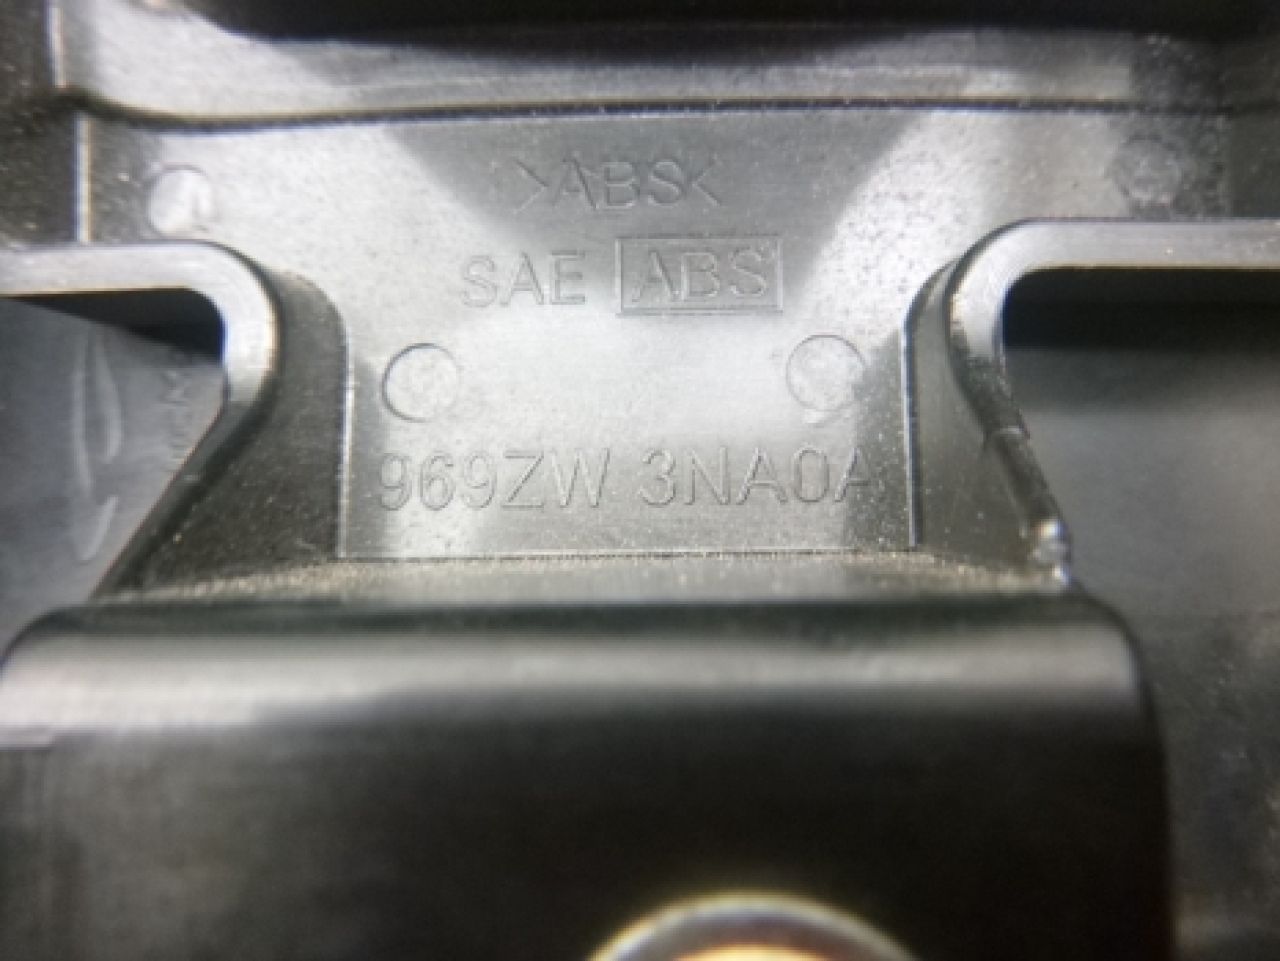 >ABS<
SAE ABS
969ZW 3NA0A